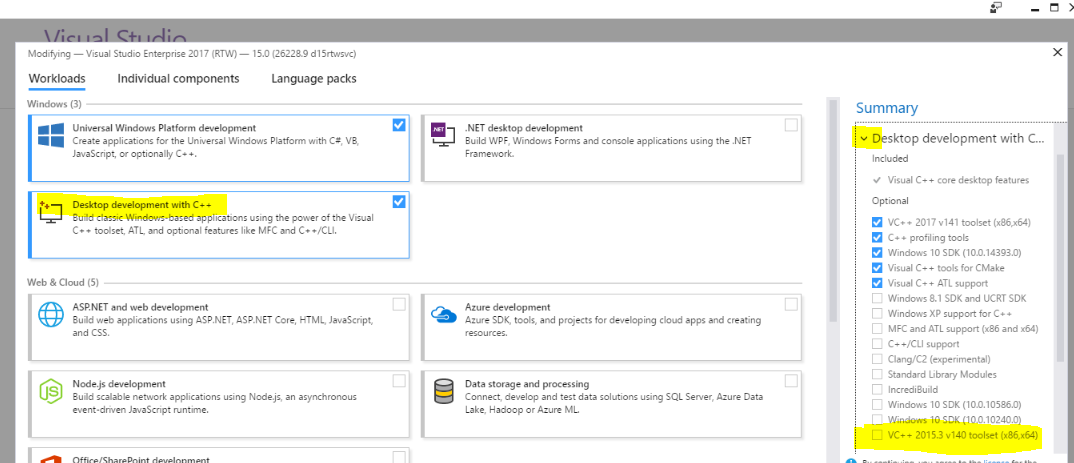 Visual Studio
Modifying — Visual Studio Enterprise 2017 (RTW) — 15.0 (26228.9 d15rtwsvc)
Workloads
Individual components
Language packs
Windows (3)
Universal Windows Platform development
Create applications for the Universal Windows Platform with C#, VB,
JavaScript, or optionally C++.
.NET
.NET desktop development
Build WPF, Windows Forms and console applications using the .NET
Framework.
Desktop development with C++
Build classic Windows-based applications using the power of the Visual
C++ toolset, ATL, and optional features like MFC and C++/CLI.
Web & Cloud (5)
ASP.NET and web development
Build web applications using ASP.NET, ASP.NET Core, HTML, JavaScript,
and CSS.
Azure development
Azure SDK, tools, and projects for developing cloud apps and creating
resources.
JS
Node.js development
Build scalable network applications using Node.js, an asynchronous
event-driven JavaScript runtime.
Data storage and processing
Connect, develop and test data solutions using SQL Server, Azure Data
Lake, Hadoop or Azure ML.
Office/SharePoint development
Summary
Desktop development with C...
Included
Visual C++ core desktop features
Optional
VC++ 2017 v141 toolset (x86,x64)
C++ profiling tools
Windows 10 SDK (10.0.14393.0)
Visual C++ tools for CMake
Visual C++ ATL support
Windows 8.1 SDK and UCRT SDK
Windows XP support for C++
MFC and ATL support (x86 and x64)
C++/CLI support
Clang/C2 (experimental)
Standard Library Modules
IncrediBuild
Windows 10 SDK (10.0.10586.0)
Windows 10 SDK (10.0.10240.0)
VC++ 2015.3 v140 toolset (x86,x64)
By continuing, you agree to the license for the